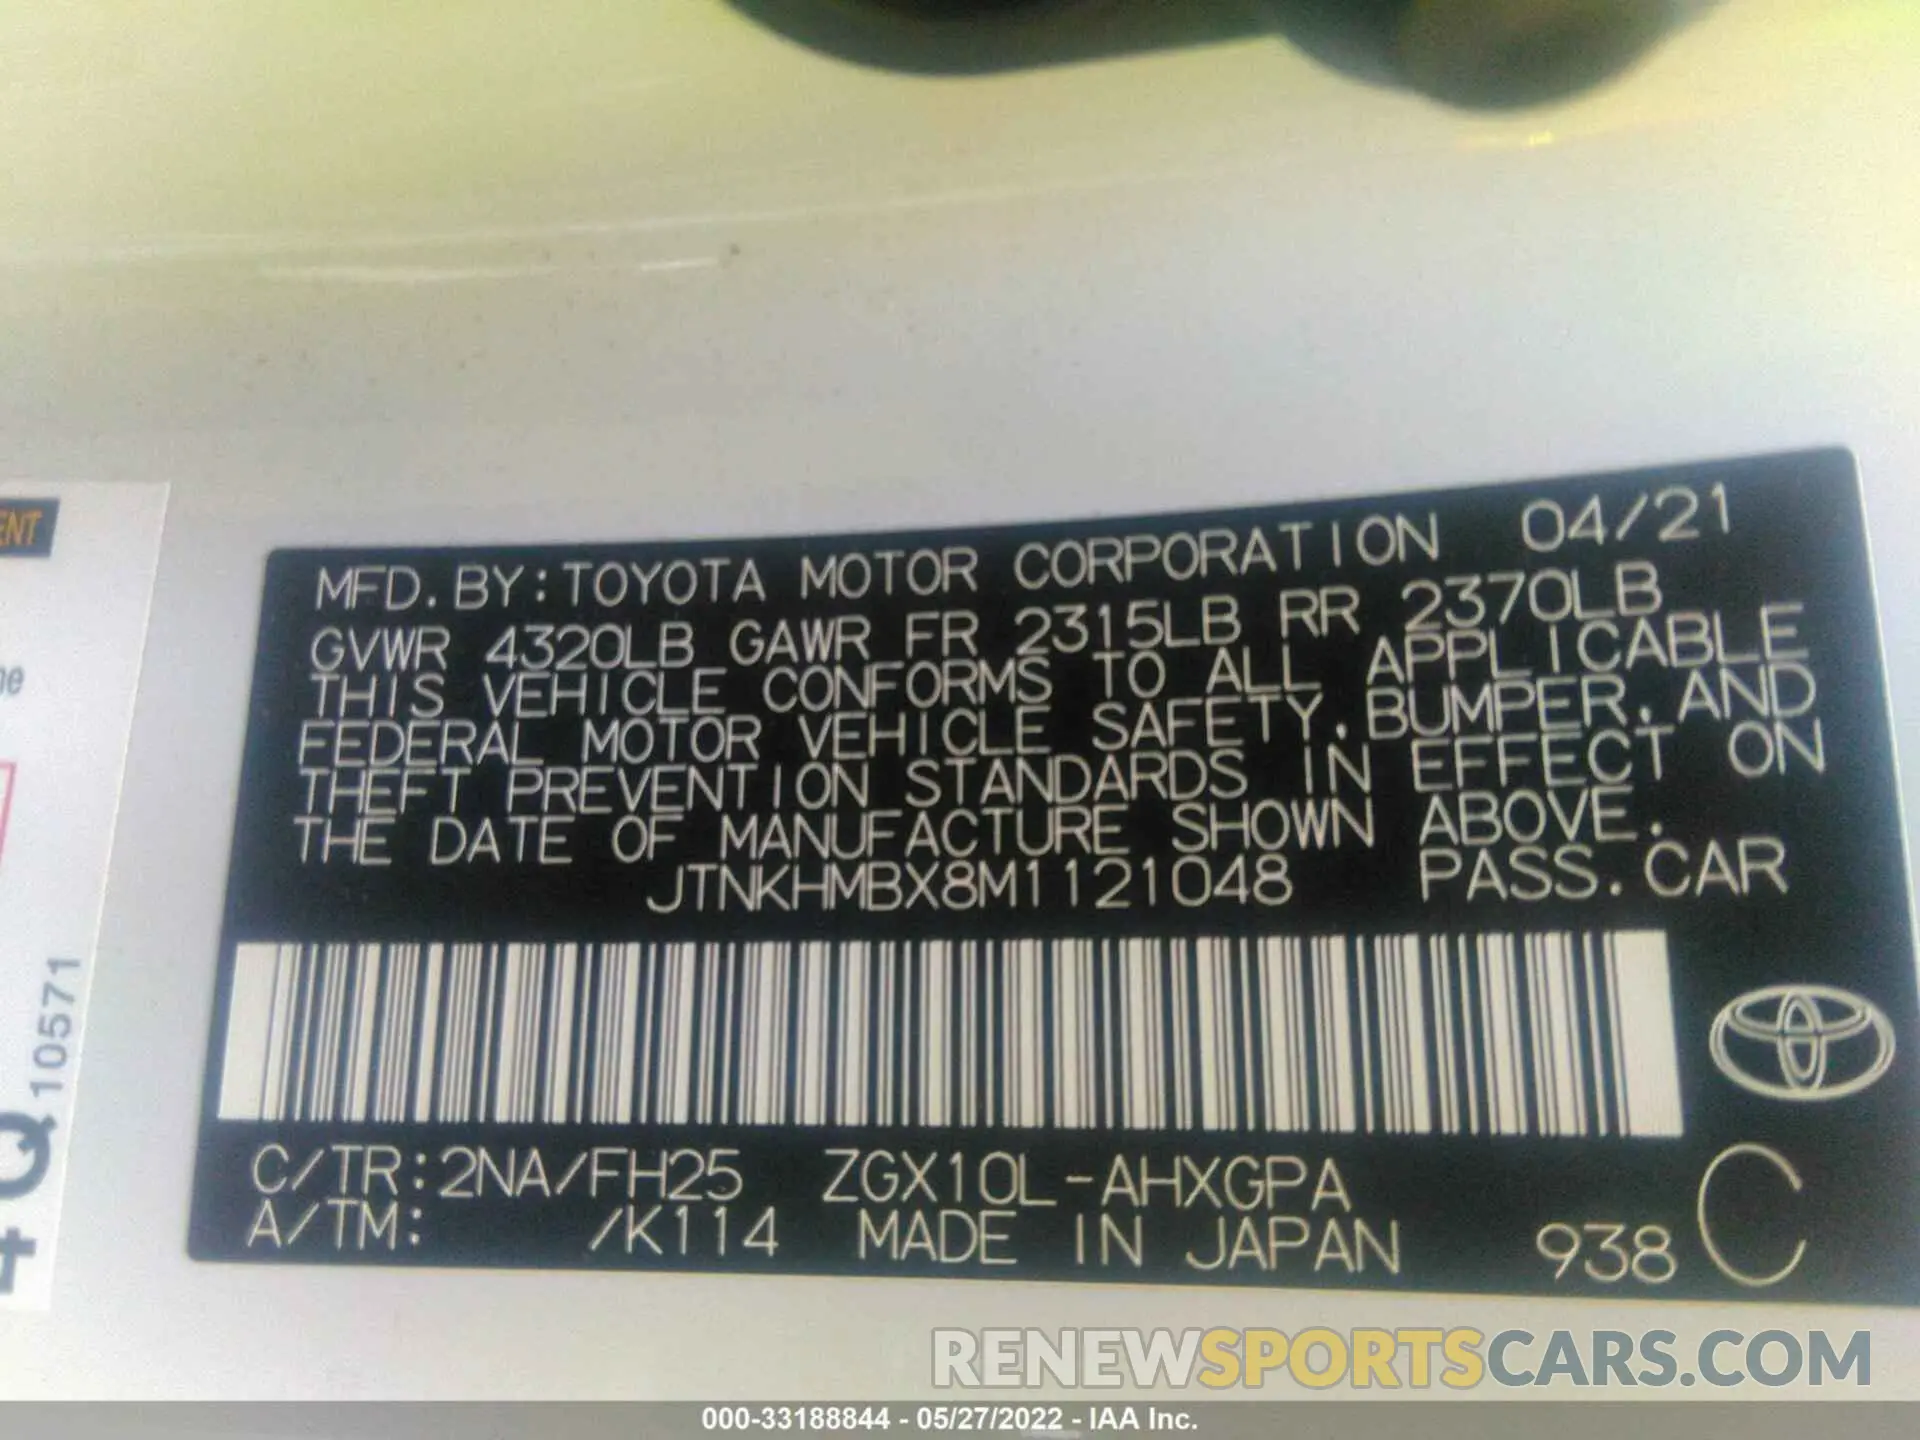 MFD. BY: TOYOTA MOTOR CORPORATION 04/21
GVWR 4320LB GAWR FR 2315LB RR 2370LB
THIS VEHICLE CONFORMS TO ALL APPLICABLE
FEDERAL MOTOR VEHICLE SAFETY, BUMPER, AND
THEFT PREVENTION STANDARDS IN EFFECT ON
THE DATE OF MANUFACTURE SHOWN ABOVE.
JTNKHMBX8M1121048 PASS. CAR
C/TR: 2NA/FH25 ZGX10L-AHXGPA
A/TM: /K114 MADE IN JAPAN 938 C
ENT
10571
RENEWSPORTSCARS.COM
000-33188844 - 05/27/2022 - IAA Inc.